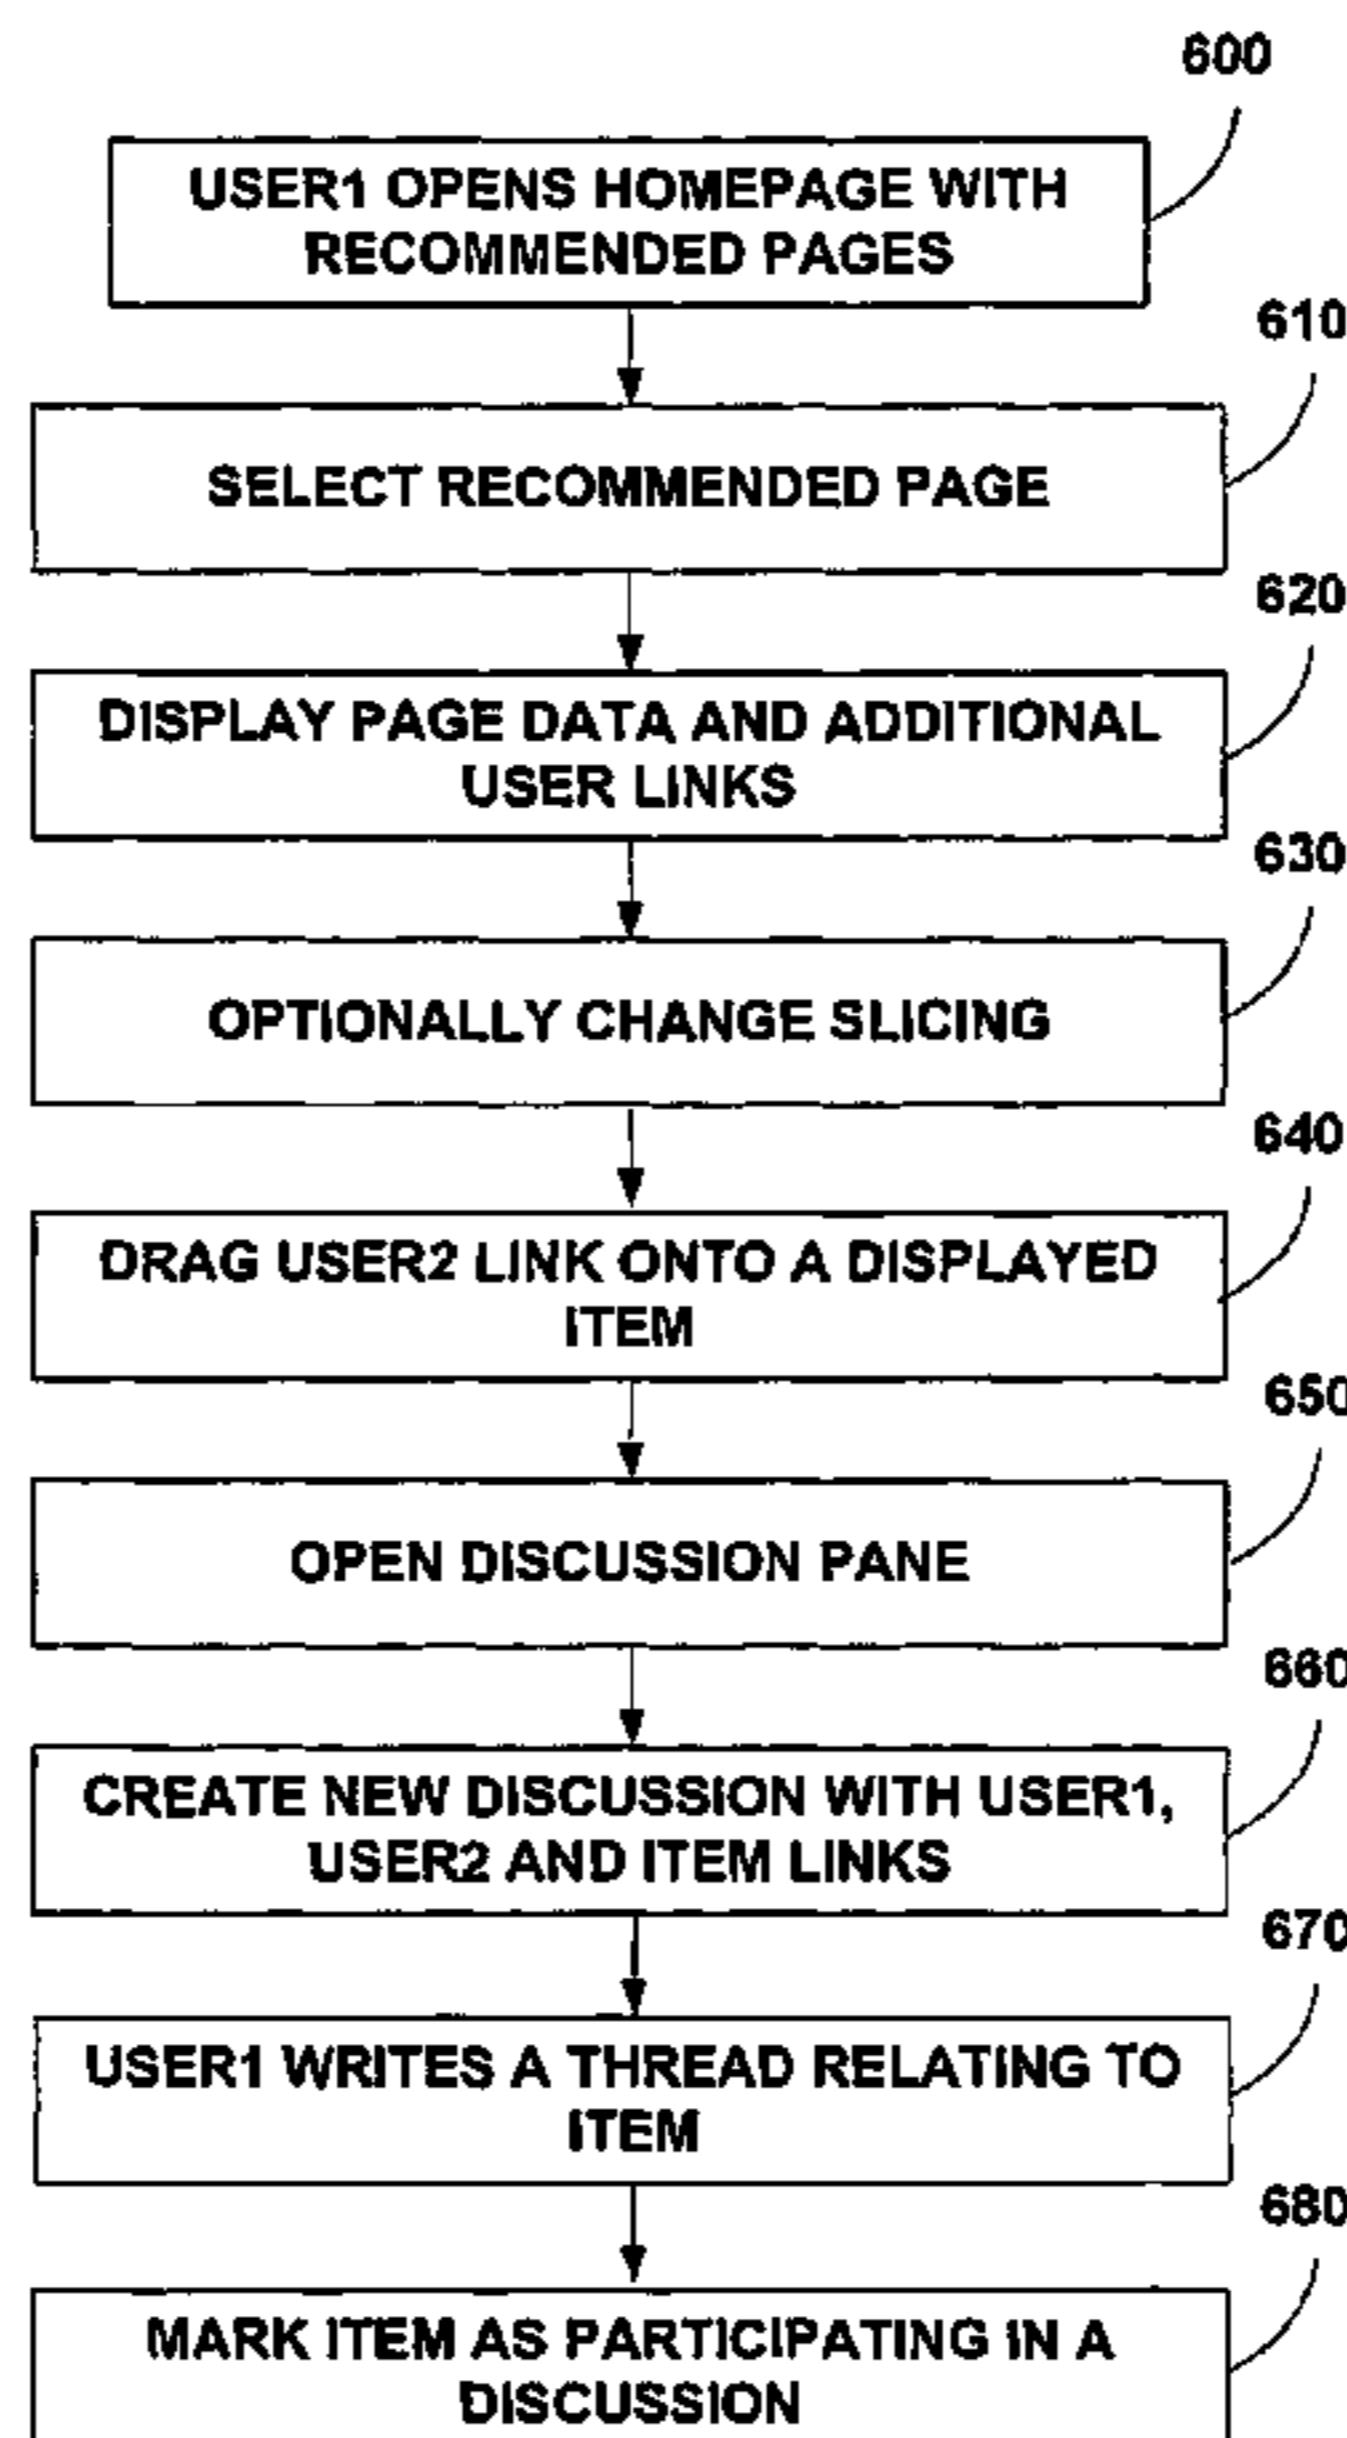 600
USER1 OPENS HOMEPAGE WITH
RECOMMENDED PAGES
610
SELECT RECOMMENDED PAGE
620
DISPLAY PAGE DATA AND ADDITIONAL
USER LINKS
630
OPTIONALLY CHANGE SLICING
640
DRAG USER2 LINK ONTO A DISPLAYED
ITEM
650
OPEN DISCUSSION PANE
660
CREATE NEW DISCUSSION WITH USER1,
USER2 AND ITEM LINKS
670
USER1 WRITES A THREAD RELATING TO
ITEM
680
MARK ITEM AS PARTICIPATING IN A
DISCUSSION